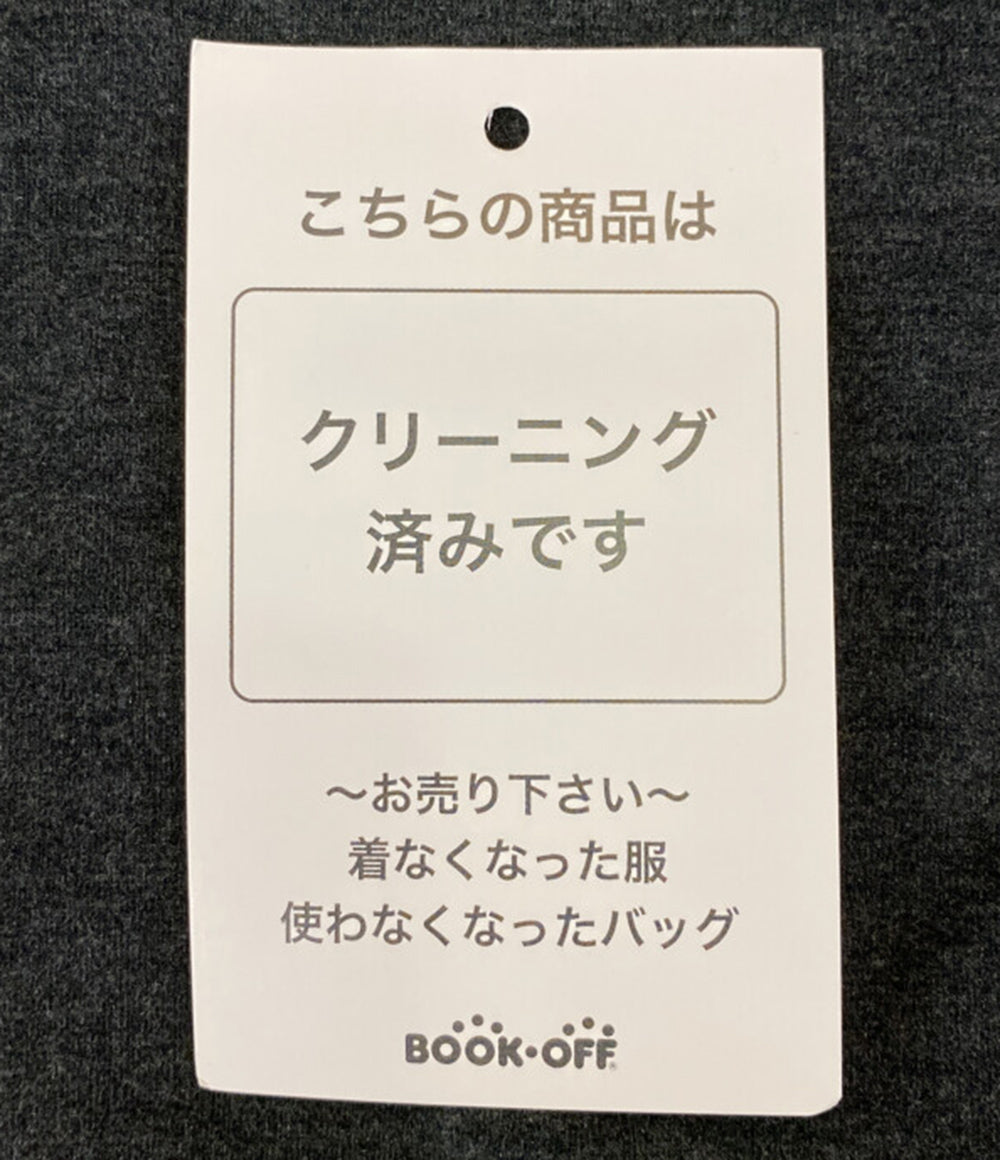 こちらの商品は
クリーニング
済みです
〜お売り下さい〜
着なくなった服
使わなくなったバッグ
BOOK・OFF®